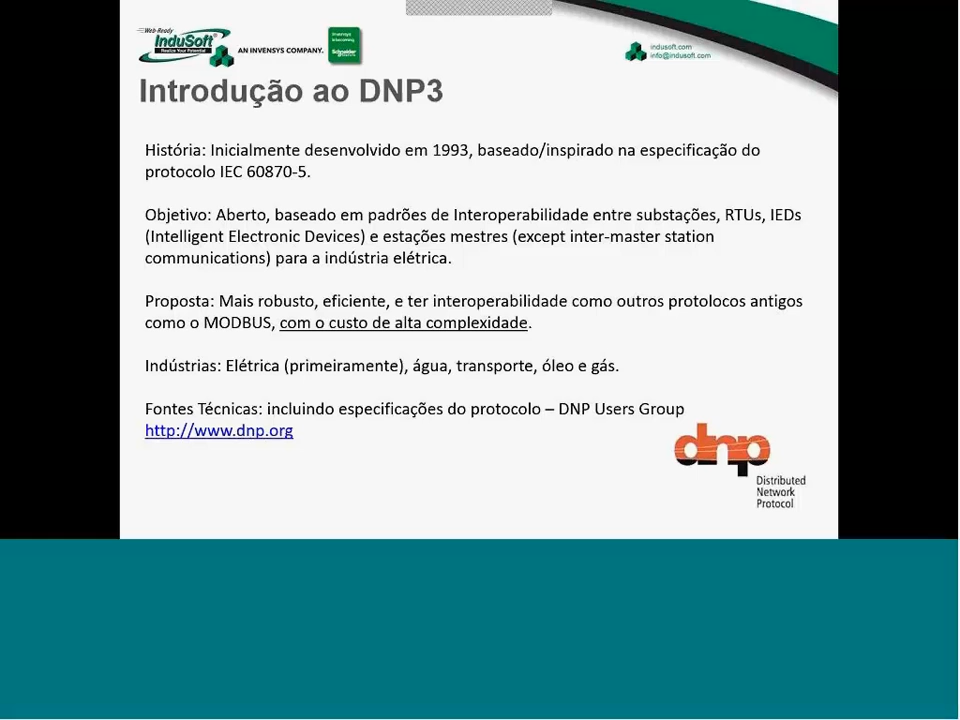 Web-Ready
InduSoft®
Realize Your Potential
AN INVENSYS COMPANY.
Invensys
becoming
Schneider
indusoft.com
info@indusoft.com
Introdução ao DNP3
História: Inicialmente desenvolvido em 1993, baseado/inspirado na especificação do
protocolo IEC 60870-5.
Objetivo: Aberto, baseado em padrões de Interoperabilidade entre substações, RTUs, IEDs
(Intelligent Electronic Devices) e estações mestres (except inter-master station
communications) para a indústria elétrica.
Proposta: Mais robusto, eficiente, e ter interoperabilidade como outros protolocos antigos
como o MODBUS, com o custo de alta complexidade.
Indústrias: Elétrica (primeiramente), água, transporte, óleo e gás.
Fontes Técnicas: incluindo especificações do protocolo – DNP Users Group
http://www.dnp.org
dnp
Distributed
Network
Protocol